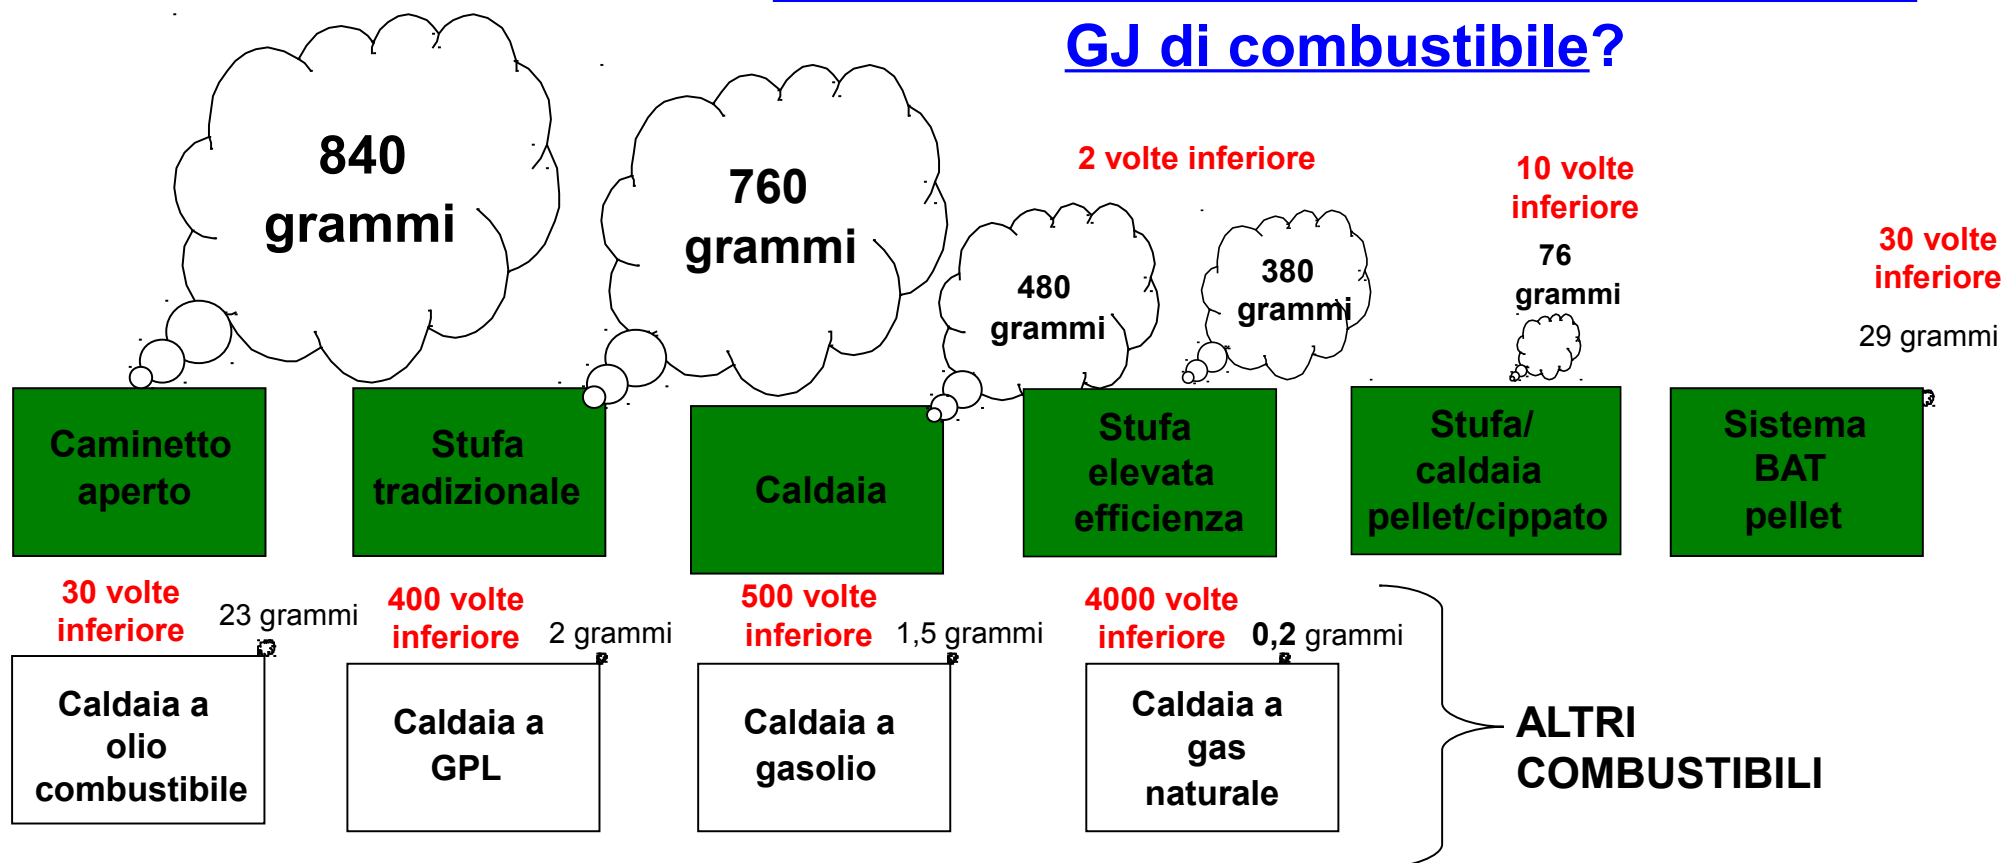 GJ di combustibile?
840
grammi
760
grammi
2 volte inferiore
480
grammi
380
grammi
10 volte
inferiore
76
grammi
30 volte
inferiore
29 grammi
Caminetto
aperto
Stufa
tradizionale
Caldaia
Stufa
elevata
efficienza
Stufa/
caldaia
pellet/cippato
Sistema
BAT
pellet
30 volte
inferiore
23 grammi
400 volte
inferiore
2 grammi
500 volte
inferiore
1,5 grammi
4000 volte
inferiore
0,2 grammi
Caldaia a
olio
combustibile
Caldaia a
GPL
Caldaia a
gasolio
Caldaia a
gas
naturale
ALTRI
COMBUSTIBILI